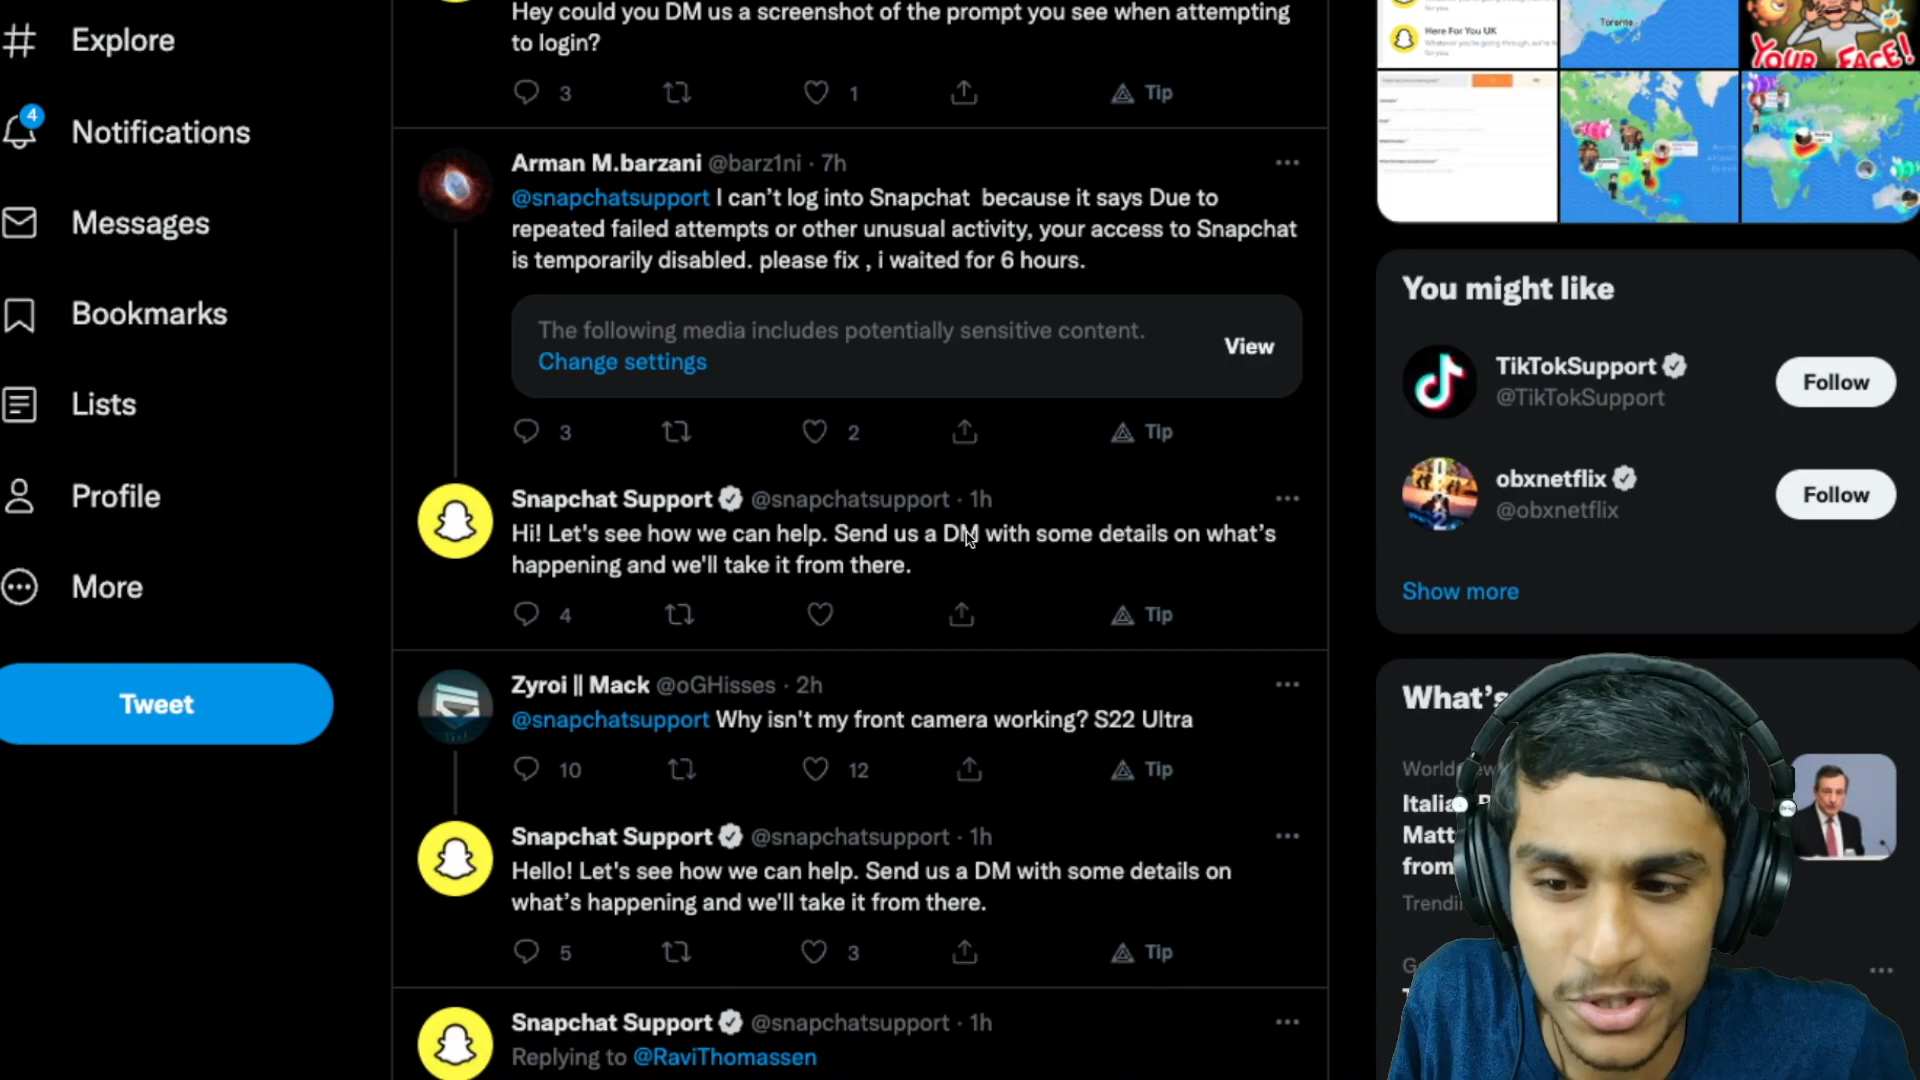 Hey could you DM us a screenshot of the prompt you see when attempting
to login?
3
1
Tip
Explore
4
Notifications
Messages
Bookmarks
Lists
Profile
More
Tweet
Arman M.barzani @barz1ni · 7h
@snapchatsupport I can’t log into Snapchat because it says Due to
repeated failed attempts or other unusual activity, your access to Snapchat
is temporarily disabled. please fix , i waited for 6 hours.
The following media includes potentially sensitive content.
Change settings
View
3
2
Tip
Snapchat Support @snapchatsupport · 1h
Hi! Let's see how we can help. Send us a DM with some details on what’s
happening and we'll take it from there.
4
Tip
Zyroi || Mack @oGHisses · 2h
@snapchatsupport Why isn't my front camera working? S22 Ultra
10
12
Tip
Snapchat Support @snapchatsupport · 1h
Hello! Let's see how we can help. Send us a DM with some details on
what’s happening and we'll take it from there.
5
3
Tip
Snapchat Support @snapchatsupport · 1h
Replying to @RaviThomassen
Here For You UK
Toronto
YOUR FACE!
You might like
TikTokSupport
@TikTokSupport
Follow
obxnetflix
@obxnetflix
Follow
Show more
What’s
World
Matt
from